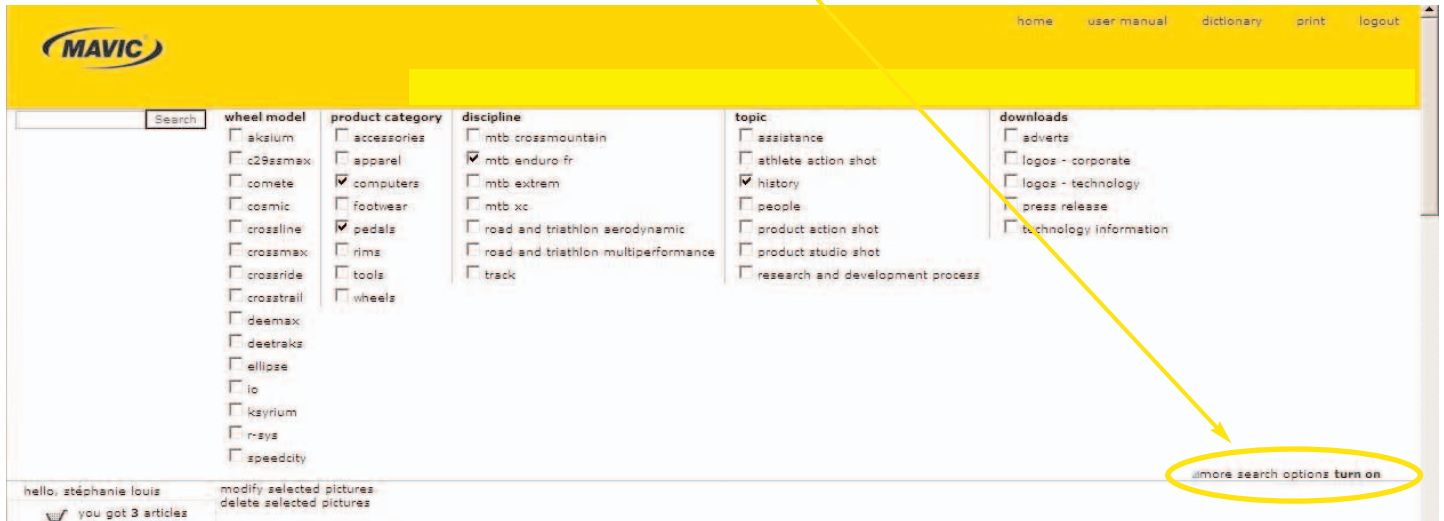 home user manual dictionary print logout
MAVIC
Search
wheel model
aksium
c29ssmax
comete
cosmic
crossline
crossmax
crossride
crosstrail
deemax
deetraks
ellipse
io
ksyrium
r-sys
speedcity
product category
accessories
apparel
computers
footwear
pedals
rims
tools
wheels
discipline
mtb crossmountain
mtb enduro fr
mtb extrem
mtb xc
road and triathlon aerodynamic
road and triathlon multiperformance
track
topic
assistance
athlete action shot
history
people
product action shot
product studio shot
research and development process
downloads
adverts
logos - corporate
logos - technology
press release
technology information
more search options turn on
hello, stéphanie louis
you got 3 articles
modify selected pictures
delete selected pictures